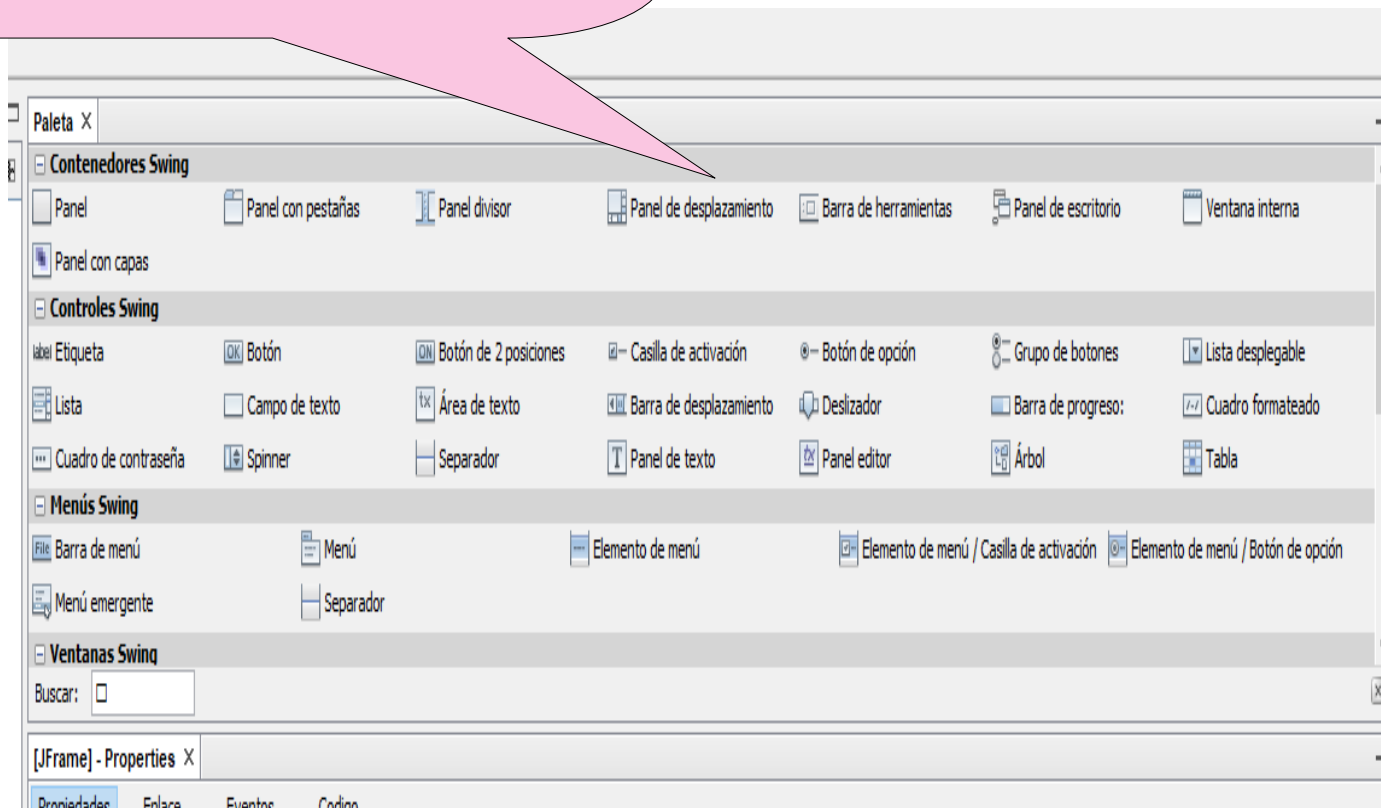 Paleta X
Contenedores Swing
Panel Panel con pestañas Panel divisor Panel de desplazamiento Barra de herramientas Panel de escritorio Ventana interna
Panel con capas
Controles Swing
label Etiqueta OK Botón ON Botón de 2 posiciones Casilla de activación Botón de opción Grupo de botones Lista desplegable
Lista Campo de texto tx Área de texto Barra de desplazamiento Deslizador Barra de progreso: Cuadro formateado
Cuadro de contraseña Spinner Separador T Panel de texto tx Panel editor Árbol Tabla
Menús Swing
File Barra de menú Menú Elemento de menú Elemento de menú / Casilla de activación Elemento de menú / Botón de opción
Menú emergente Separador
Ventanas Swing
Buscar:
[JFrame] - Properties X
Propiedades Enlace Eventos Codigo